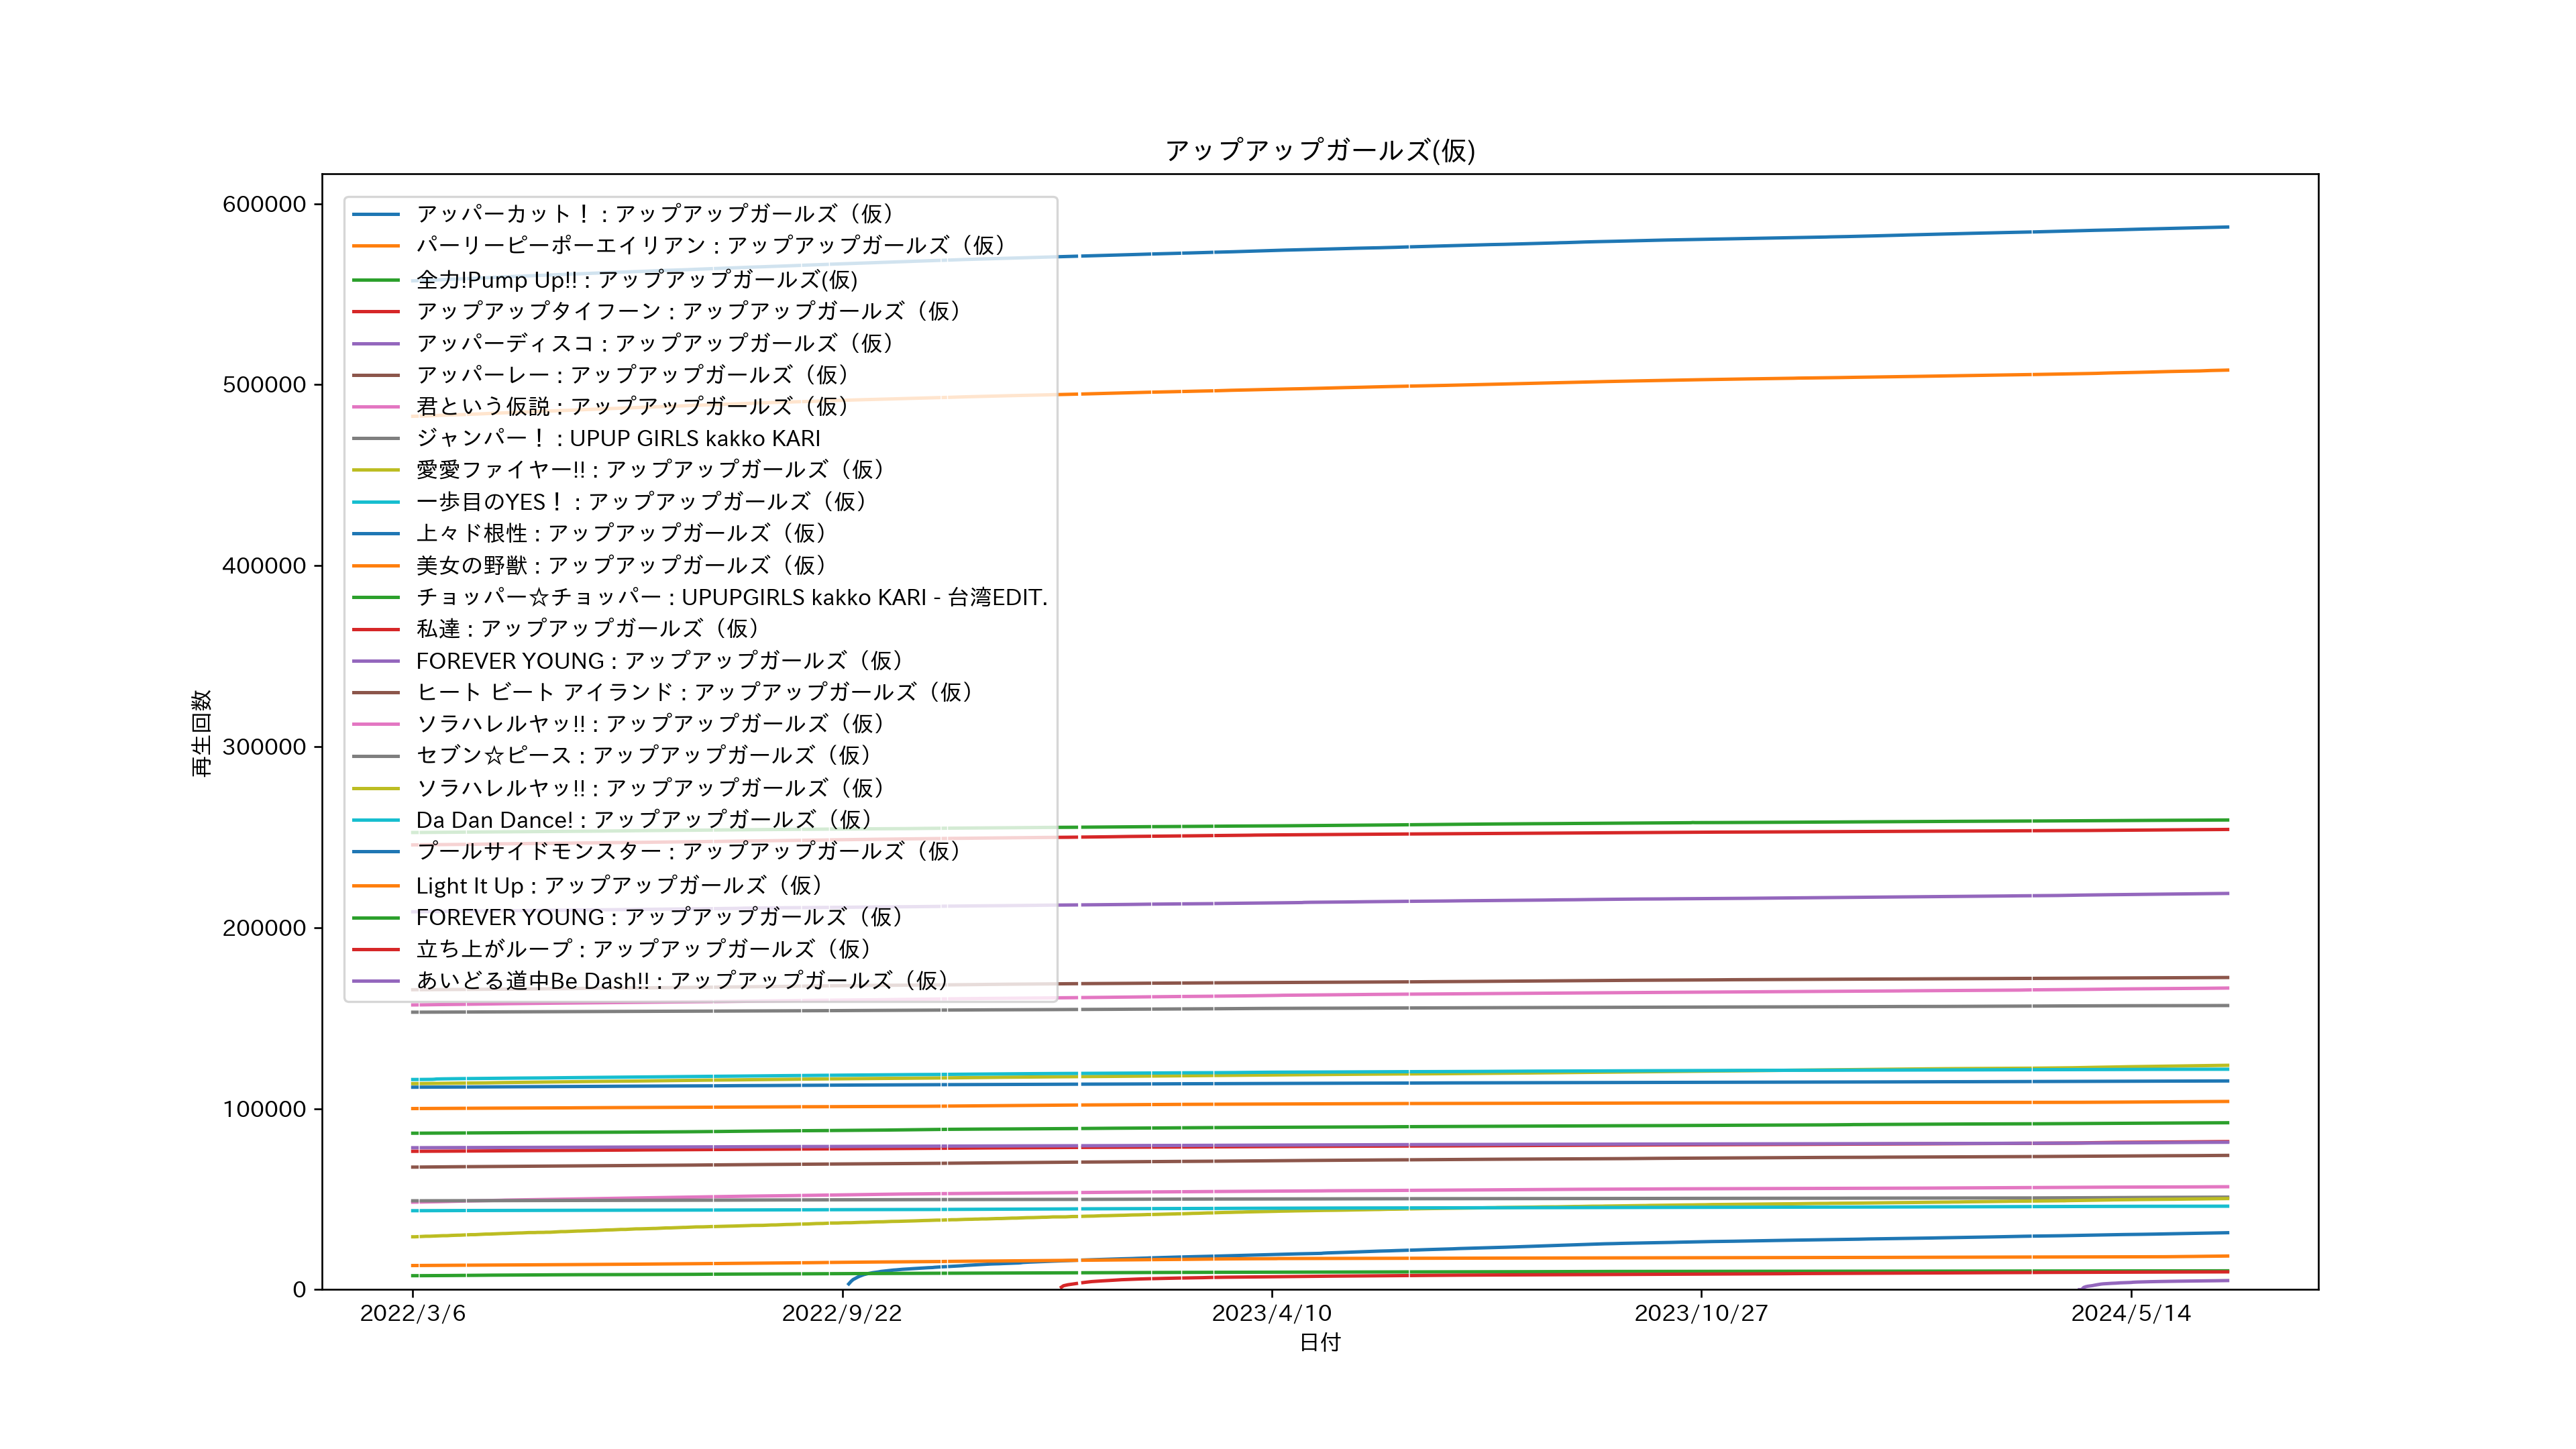 アップアップガールズ(仮)
600000
500000
400000
300000
200000
100000
0
再生回数
アッパーカット！ : アップアップガールズ（仮）
パーリーピーポーエイリアン : アップアップガールズ（仮）
全力!Pump Up!! : アップアップガールズ(仮)
アップアップタイフーン : アップアップガールズ（仮）
アッパーディスコ : アップアップガールズ（仮）
アッパーレー : アップアップガールズ（仮）
君という仮説 : アップアップガールズ（仮）
ジャンパー！ : UPUP GIRLS kakko KARI
愛愛ファイヤー!! : アップアップガールズ（仮）
一歩目のYES！ : アップアップガールズ（仮）
上々ド根性 : アップアップガールズ（仮）
美女の野獣 : アップアップガールズ（仮）
チョッパー☆チョッパー : UPUPGIRLS kakko KARI - 台湾EDIT.
私達 : アップアップガールズ（仮）
FOREVER YOUNG : アップアップガールズ（仮）
ヒート ビート アイランド : アップアップガールズ（仮）
ソラハレルヤッ!! : アップアップガールズ（仮）
セブン☆ピース : アップアップガールズ（仮）
ソラハレルヤッ!! : アップアップガールズ（仮）
Da Dan Dance! : アップアップガールズ（仮）
プールサイドモンスター : アップアップガールズ（仮）
Light It Up : アップアップガールズ（仮）
FOREVER YOUNG : アップアップガールズ（仮）
立ち上がループ : アップアップガールズ（仮）
あいどる道中Be Dash!! : アップアップガールズ（仮）
2022/3/6
2022/9/22
2023/4/10
2023/10/27
2024/5/14
日付